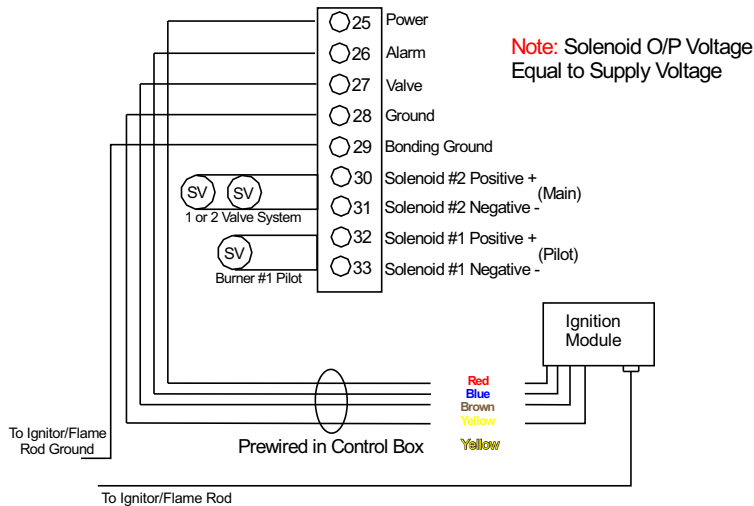 25 Power
26 Alarm
27 Valve
28 Ground
29 Bonding Ground
30 Solenoid #2 Positive +
(Main)
31 Solenoid #2 Negative -
32 Solenoid #1 Positive +
(Pilot)
33 Solenoid #1 Negative -
Note: Solenoid O/P Voltage
Equal to Supply Voltage
SV
SV
1 or 2 Valve System
SV
Burner #1 Pilot
Ignition
Module
Red
Blue
Brown
Yellow
Yellow
Prewired in Control Box
To Ignitor/Flame
Rod Ground
To Ignitor/Flame Rod